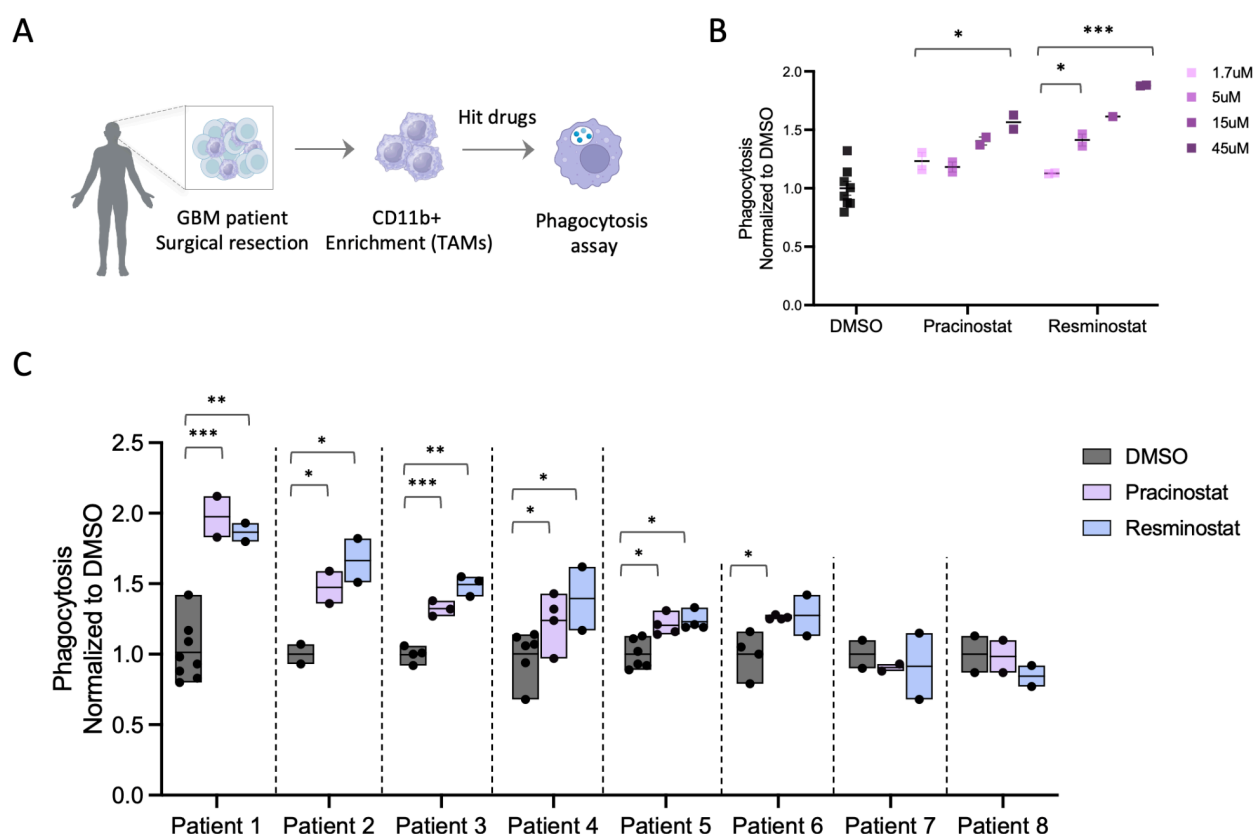 A
Hit drugs
GBM patient
Surgical resection
CD11b+
Enrichment (TAMs)
Phagocytosis
assay
B
Phagocytosis
Normalized to DMSO
2.0
1.5
1.0
0.5
0.0
*
***
*
DMSO
Pracinostat
Resminostat
1.7uM
5uM
15uM
45uM
C
Phagocytosis
Normalized to DMSO
2.5
2.0
1.5
1.0
0.5
0.0
**
***
*
*
**
***
*
*
*
*
*
Patient 1
Patient 2
Patient 3
Patient 4
Patient 5
Patient 6
Patient 7
Patient 8
DMSO
Pracinostat
Resminostat